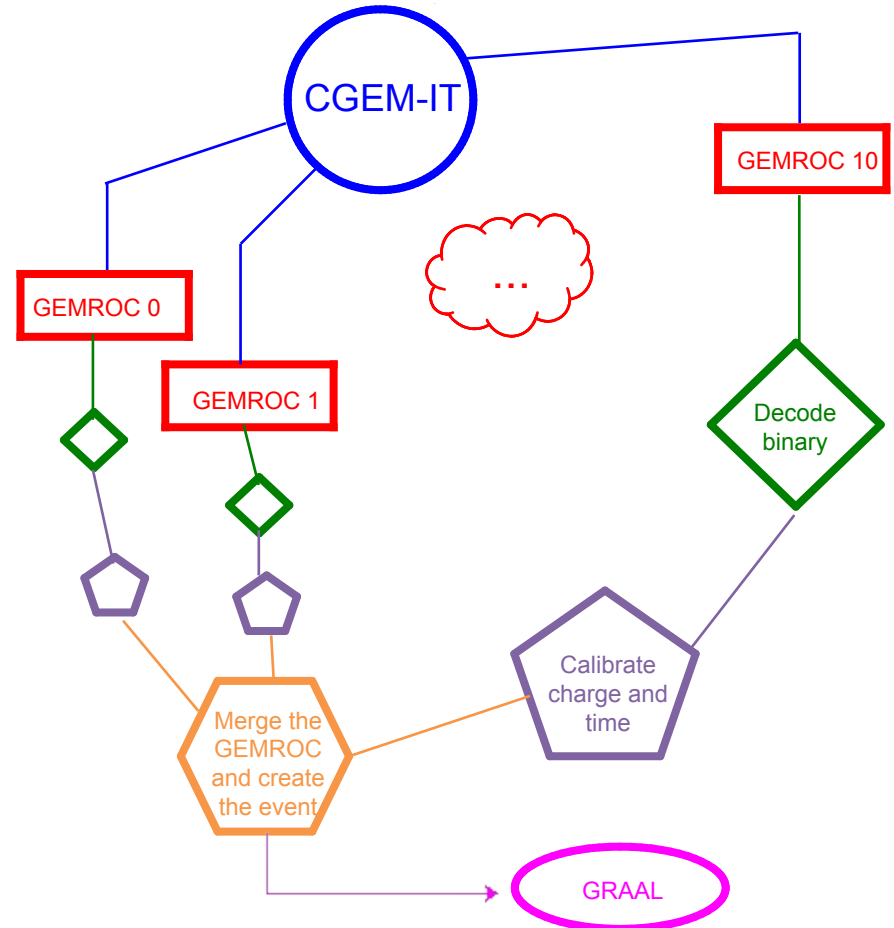 CGEM-IT
GEMROC 10
...
GEMROC 0
GEMROC 1
Decode
binary
Calibrate
charge and
time
Merge the
GEMROC
and create
the event
GRAAL